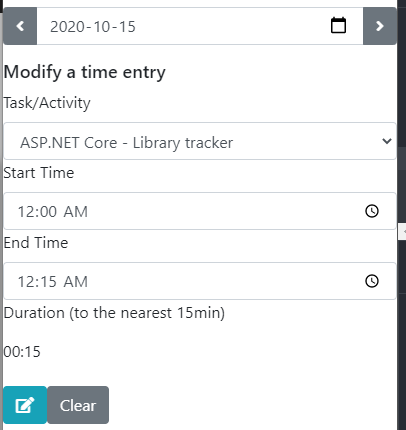 2020-10-15
Modify a time entry
Task/Activity
ASP.NET Core - Library tracker
Start Time
12:00 AM
End Time
12:15 AM
Duration (to the nearest 15min)
00:15
Clear